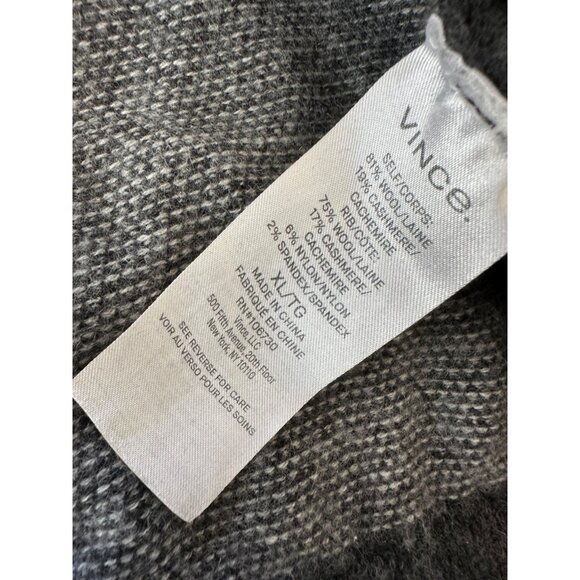 VINCE.
SELF/CORPS:
81% WOOL/LAINE
19% CASHMERE/
CACHEMIRE
RIB/COTE:
75% WOOL/LAINE
17% CASHMERE/
CACHEMIRE
6% NYLON/NYLON
2% SPANDEX/SPANDEX
XL/TG
MADE IN CHINA
FABRIQUÉ EN CHINE
RN#106730
Vince, LLC
500 Fifth Avenue, 20th Floor
New York, NY 10110
SEE REVERSE FOR CARE
VOIR AU VERSO POUR LES SOINS